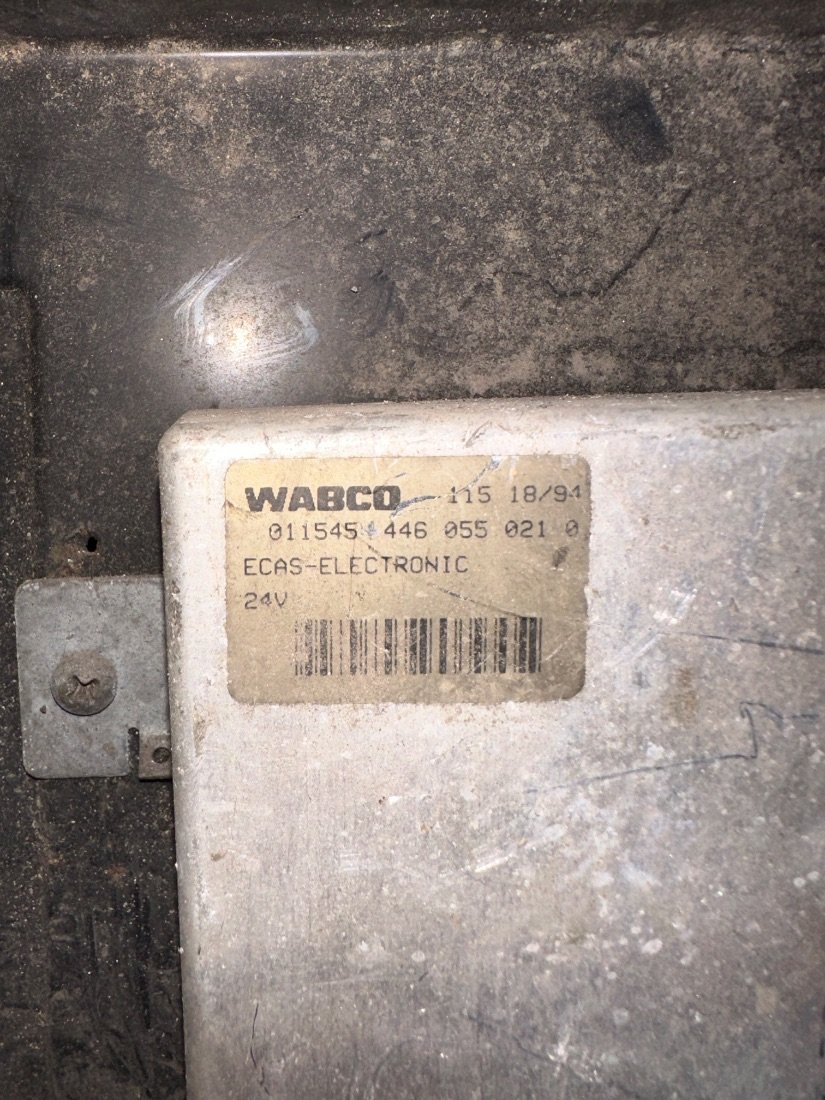 WABCO 115 18/94
011545 446 055 021 0
ECAS-ELECTRONIC
24V